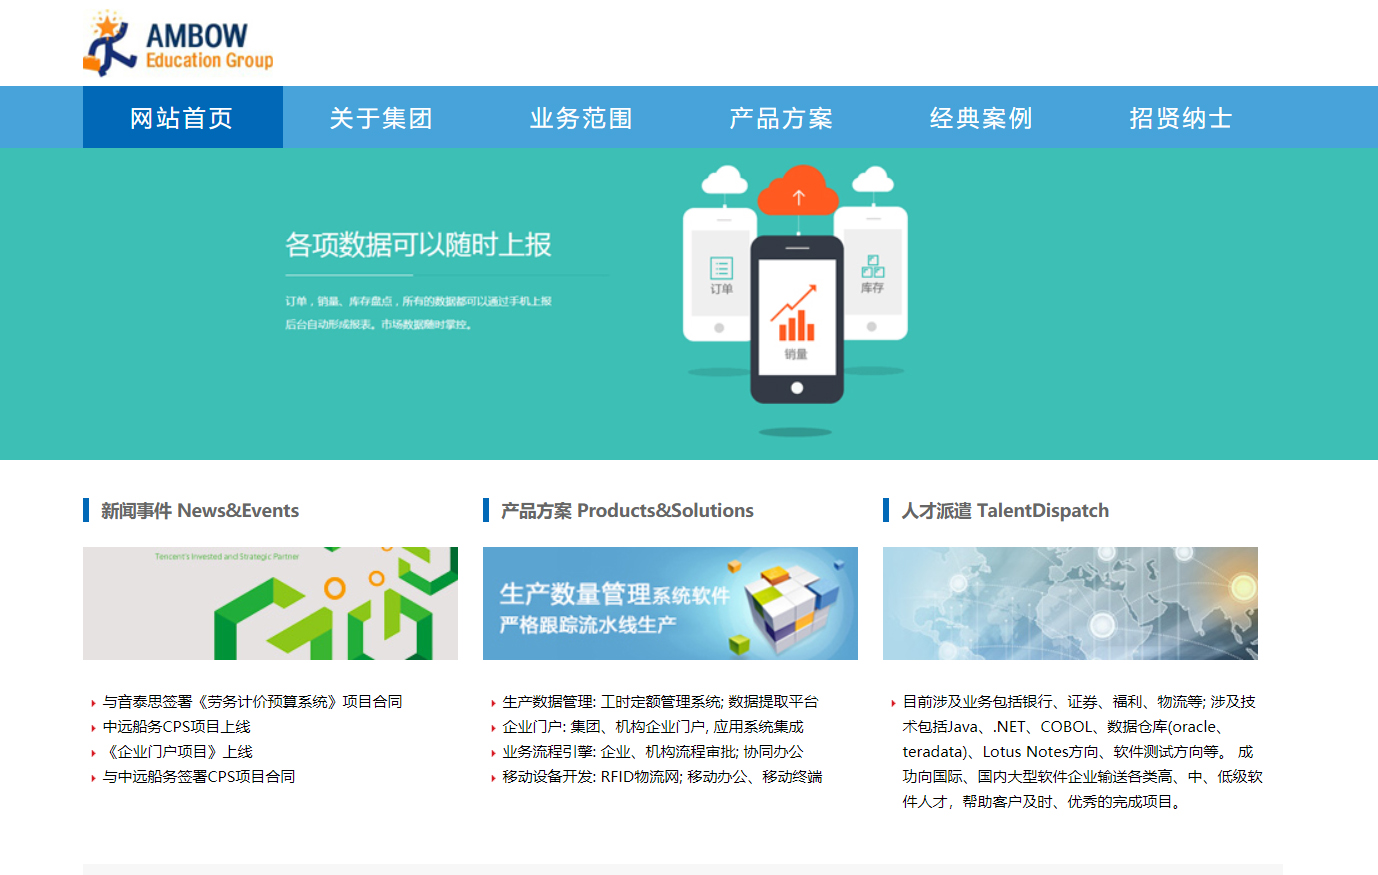 AMBOW
Education Group
网站首页
关于集团
业务范围
产品方案
经典案例
招贤纳士
各项数据可以随时上报
订单，销量、库存盘点，所有的数据都可以通过手机上报
后台自动形成报表。市场数据随时掌控。
订单
销量
库存
新闻事件 News&Events
Tencent's Invested and Strategic Partner
与音泰思签署《劳务计价预算系统》项目合同
中远船务CPS项目上线
《企业门户项目》上线
与中远船务签署CPS项目合同
产品方案 Products&Solutions
生产数量管理系统软件
严格跟踪流水线生产
生产数据管理: 工时定额管理系统; 数据提取平台
企业门户: 集团、机构企业门户, 应用系统集成
业务流程引擎: 企业、机构流程审批; 协同办公
移动设备开发: RFID物流网; 移动办公、移动终端
人才派遣 TalentDispatch
目前涉及业务包括银行、证券、福利、物流等; 涉及技
术包括Java、.NET、COBOL、数据仓库(oracle、
teradata)、Lotus Notes方向、软件测试方向等。 成
功向国际、国内大型软件企业输送各类高、中、低级软
件人才，帮助客户及时、优秀的完成项目。